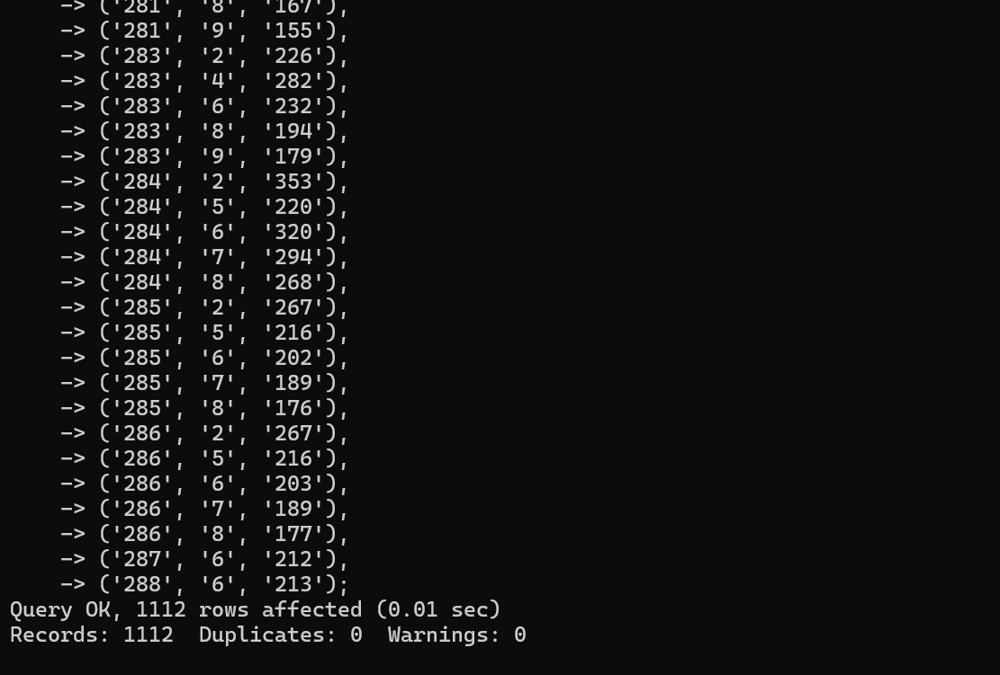 -> ('281', '8', '167'),
-> ('281', '9', '155'),
-> ('283', '2', '226'),
-> ('283', '4', '282'),
-> ('283', '6', '232'),
-> ('283', '8', '194'),
-> ('283', '9', '179'),
-> ('284', '2', '353'),
-> ('284', '5', '220'),
-> ('284', '6', '320'),
-> ('284', '7', '294'),
-> ('284', '8', '268'),
-> ('285', '2', '267'),
-> ('285', '5', '216'),
-> ('285', '6', '202'),
-> ('285', '7', '189'),
-> ('285', '8', '176'),
-> ('286', '2', '267'),
-> ('286', '5', '216'),
-> ('286', '6', '203'),
-> ('286', '7', '189'),
-> ('286', '8', '177'),
-> ('287', '6', '212'),
-> ('288', '6', '213');
Query OK, 1112 rows affected (0.01 sec)
Records: 1112  Duplicates: 0  Warnings: 0